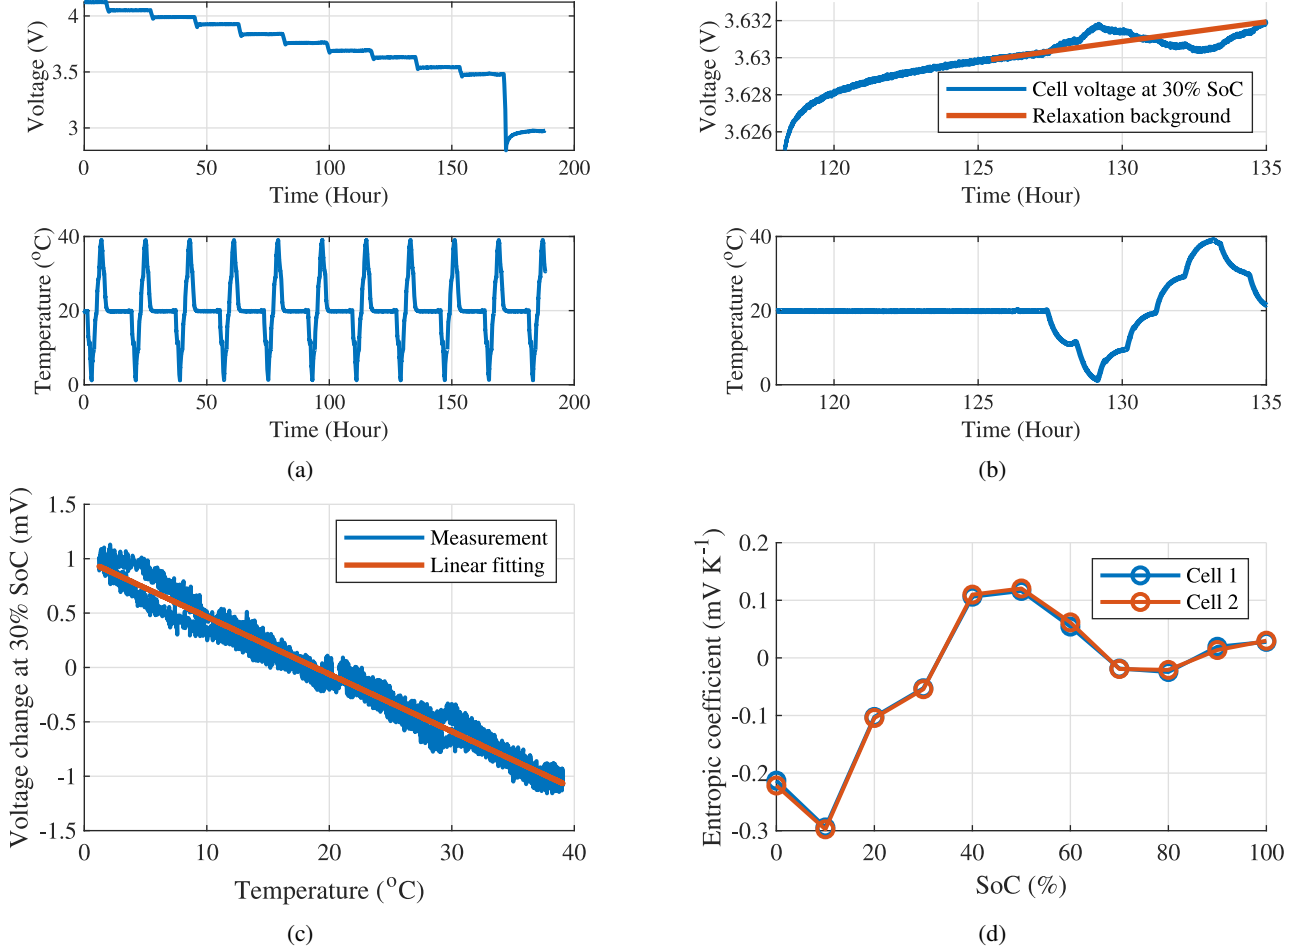 4
3.5
3
Voltage (V)
0
50
100
150
200
Time (Hour)
40
20
0
Temperature (°C)
0
50
100
150
200
Time (Hour)
(a)
3.632
3.63
3.628
3.626
Voltage (V)
Cell voltage at 30% SoC
Relaxation background
120
125
130
135
Time (Hour)
40
20
0
Temperature (°C)
120
125
130
135
Time (Hour)
(b)
1.5
1
0.5
0
-0.5
-1
-1.5
Voltage change at 30% SoC (mV)
Measurement
Linear fitting
0
10
20
30
40
Temperature (°C)
(c)
0.2
0.1
0
-0.1
-0.2
-0.3
Entropic coefficient (mV K⁻¹)
Cell 1
Cell 2
0
20
40
60
80
100
SoC (%)
(d)